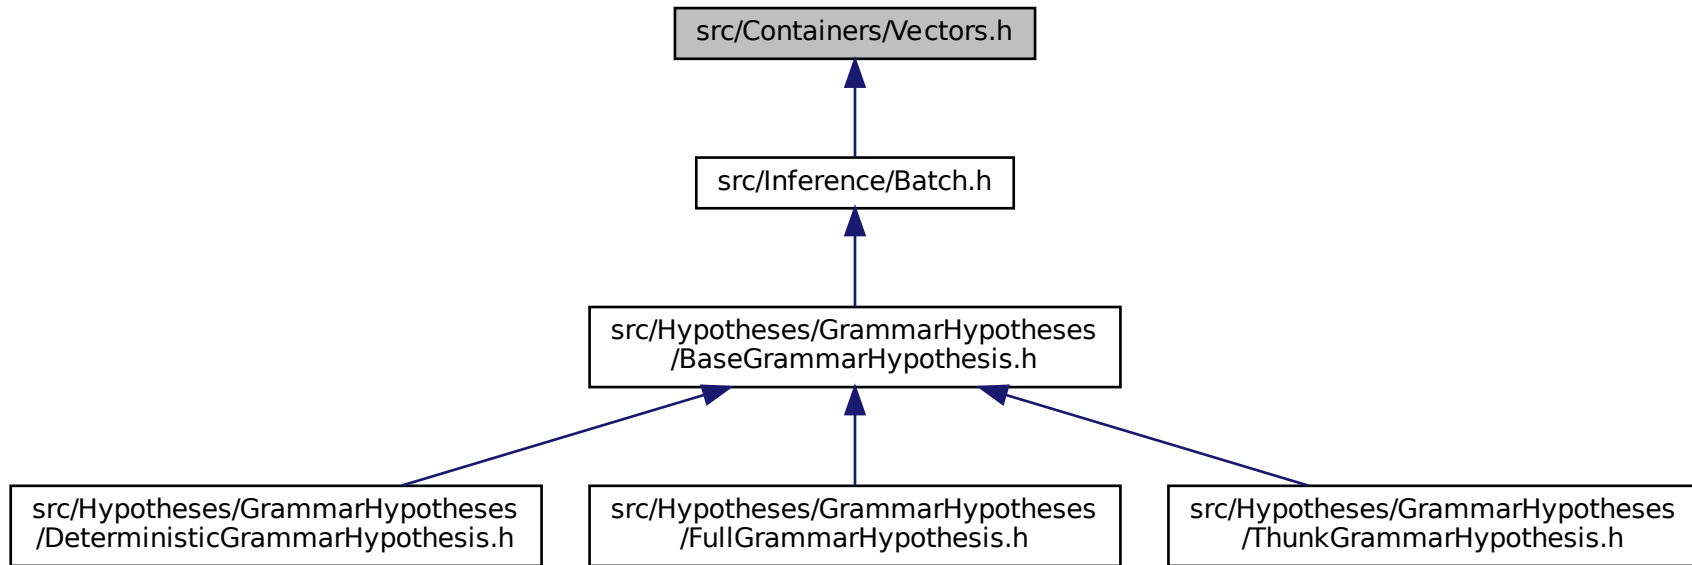 src/Containers/Vectors.h
src/Inference/Batch.h
src/Hypotheses/GrammarHypotheses
/BaseGrammarHypothesis.h
src/Hypotheses/GrammarHypotheses
/DeterministicGrammarHypothesis.h
src/Hypotheses/GrammarHypotheses
/FullGrammarHypothesis.h
src/Hypotheses/GrammarHypotheses
/ThunkGrammarHypothesis.h